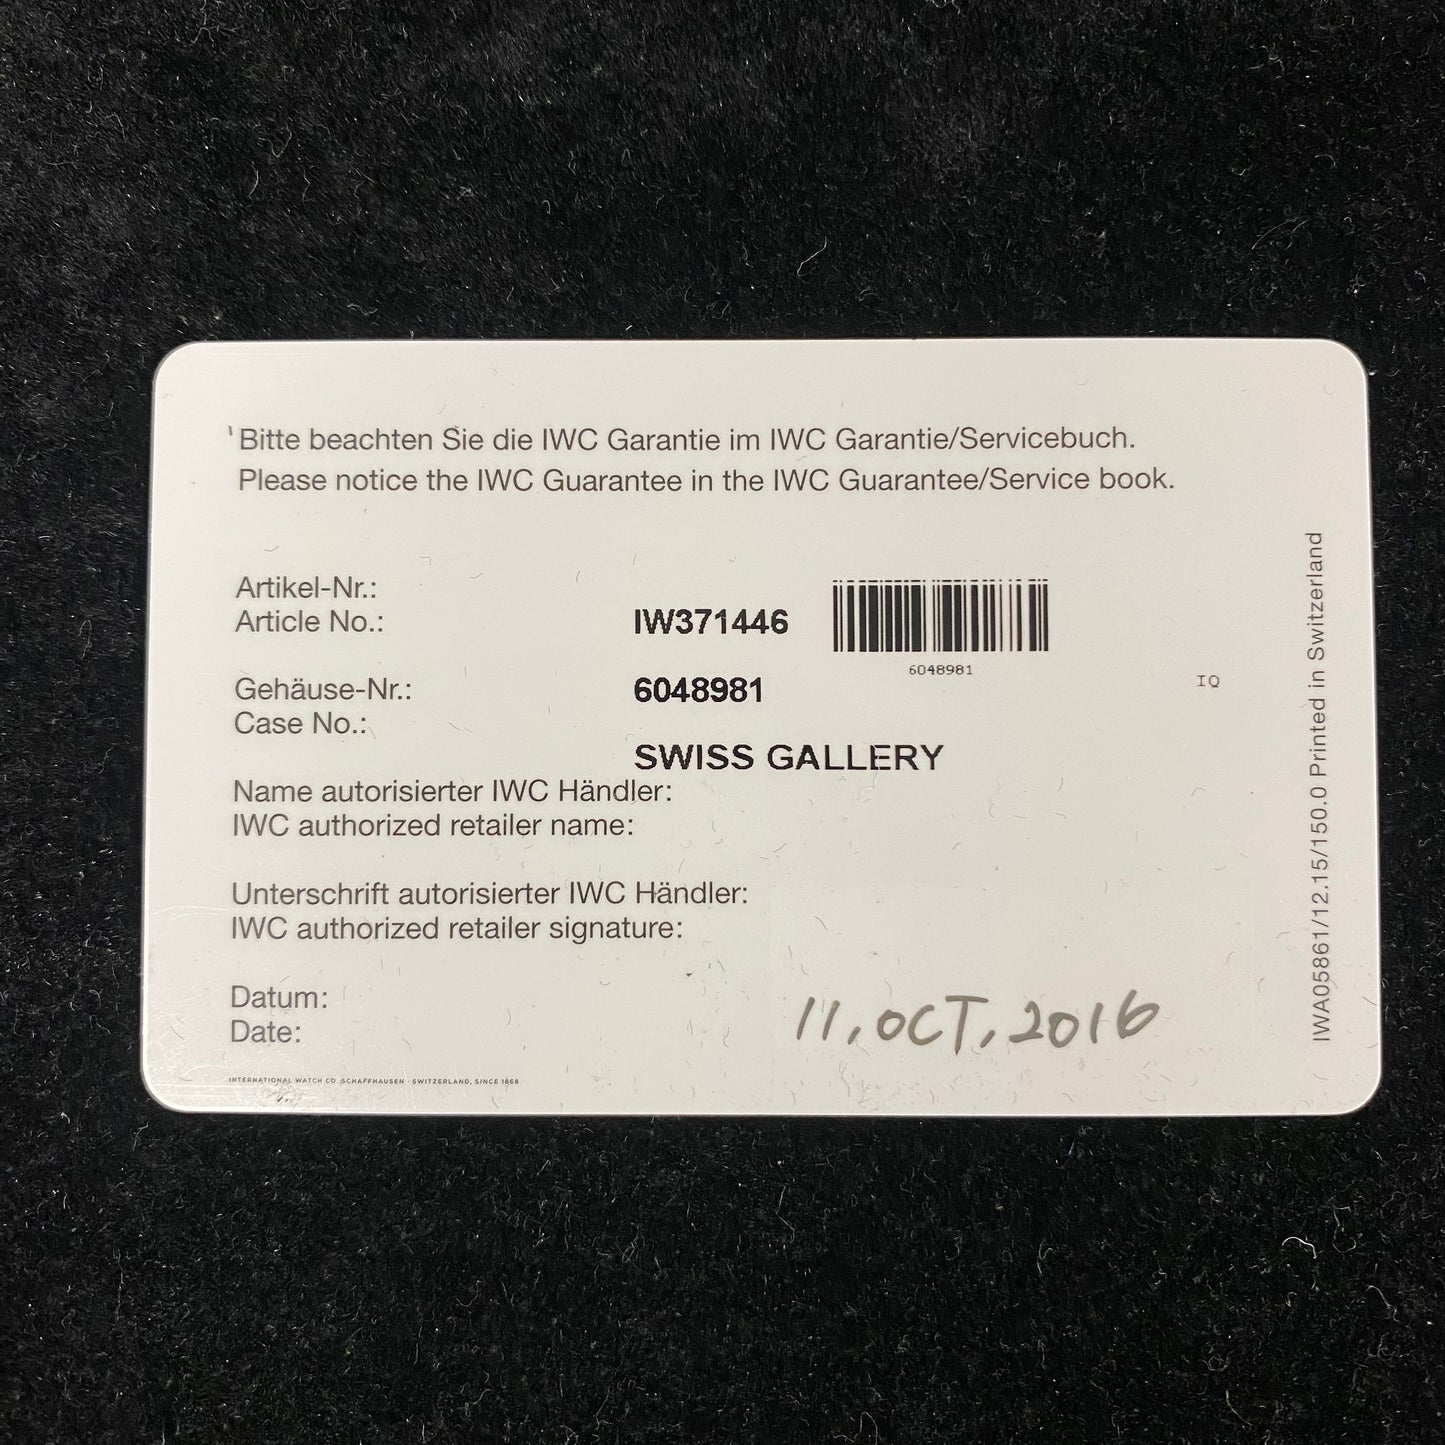 Bitte beachten Sie die IWC Garantie im IWC Garantie/Servicebuch.
Please notice the IWC Guarantee in the IWC Guarantee/Service book.
Artikel-Nr.:
Article No.: IW371446
6048981
Gehäuse-Nr.: 6048981
Case No.:
IQ
SWISS GALLERY
Name autorisierter IWC Händler:
IWC authorized retailer name:
Unterschrift autorisierter IWC Händler:
IWC authorized retailer signature:
Datum:
Date: 11, OCT, 2016
INTERNATIONAL WATCH CO. SCHAFFHAUSEN · SWITZERLAND, SINCE 1868
IWA05861/12.15/150.0 Printed in Switzerland